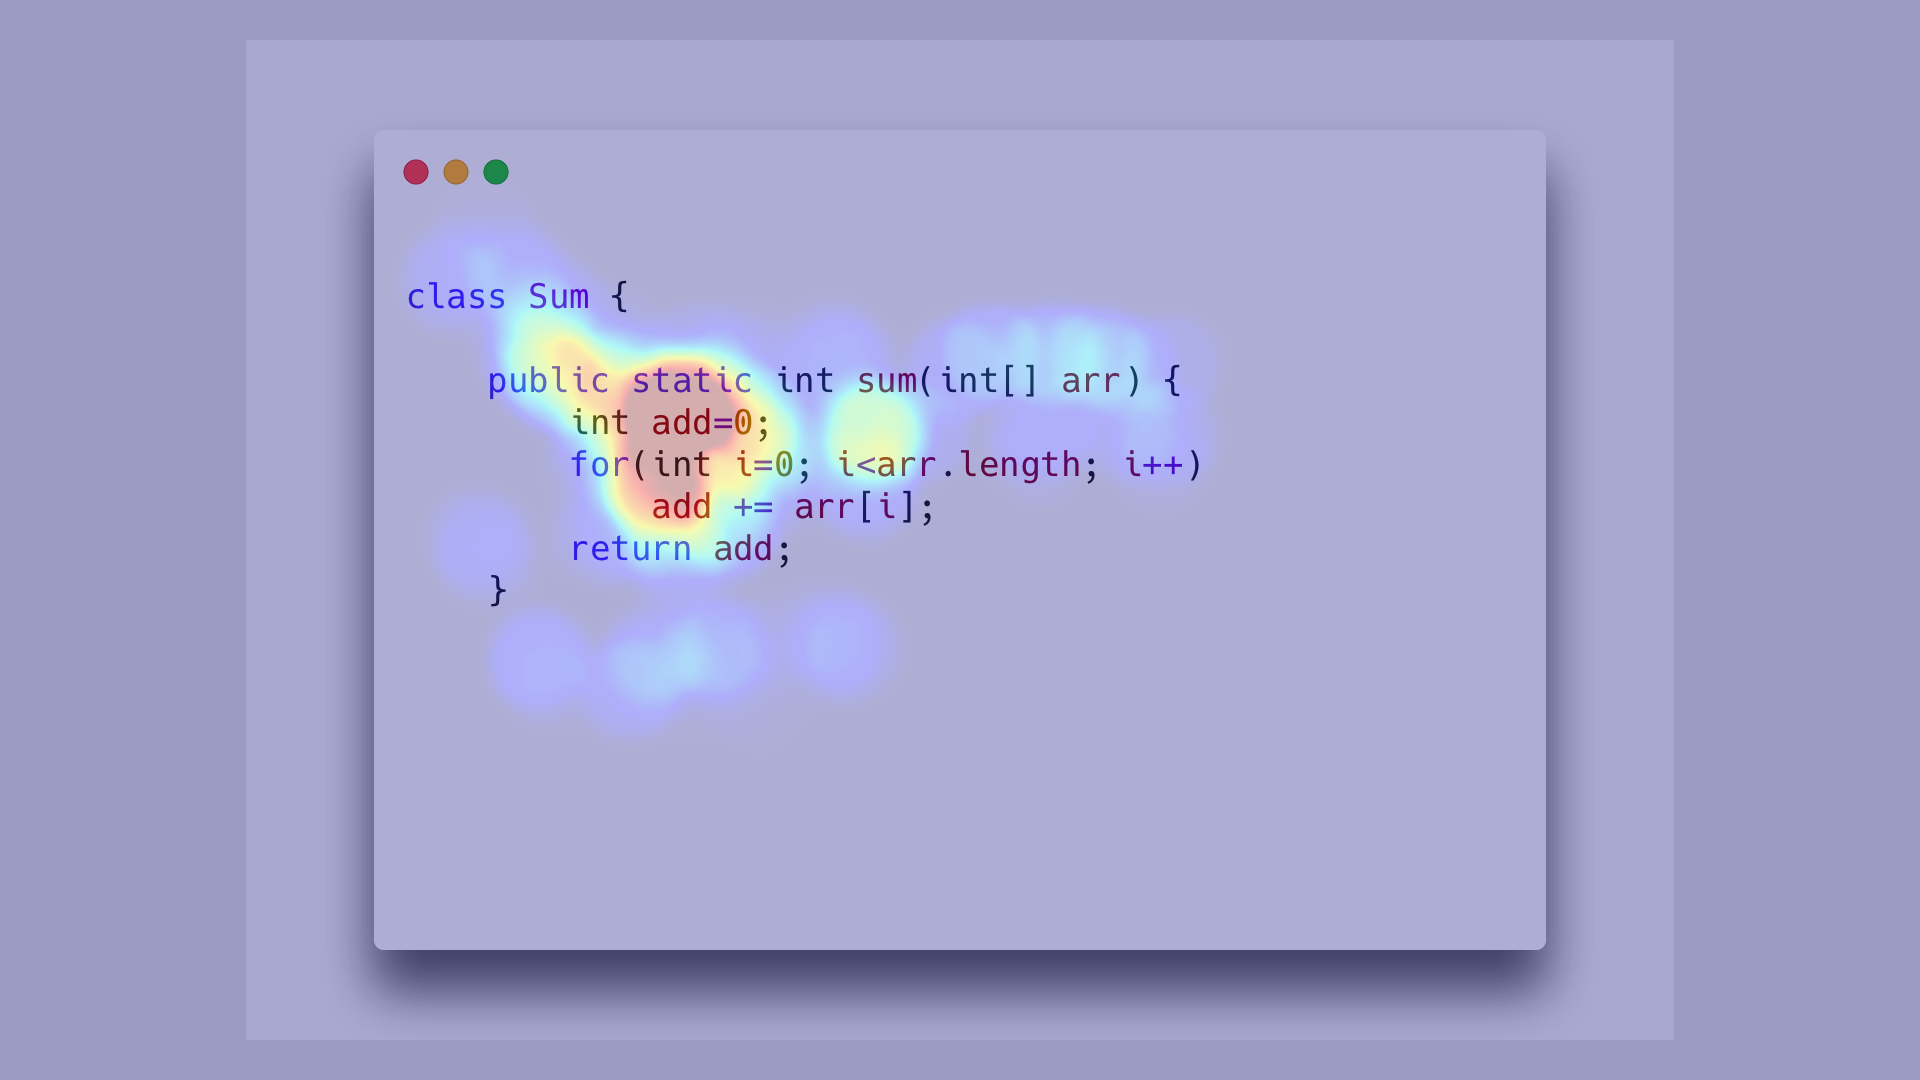 class Sum {
    public static int sum(int[] arr) {
        int add=0;
        for(int i=0; i<arr.length; i++)
            add += arr[i];
        return add;
    }